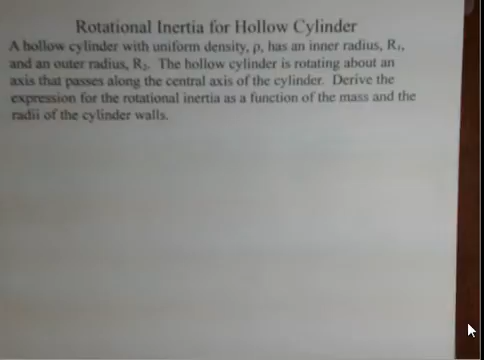 Rotational Inertia for Hollow Cylinder
A hollow cylinder with uniform density, ρ, has an inner radius, R₁,
and an outer radius, R₂. The hollow cylinder is rotating about an
axis that passes along the central axis of the cylinder. Derive the
expression for the rotational inertia as a function of the mass and the
radii of the cylinder walls.